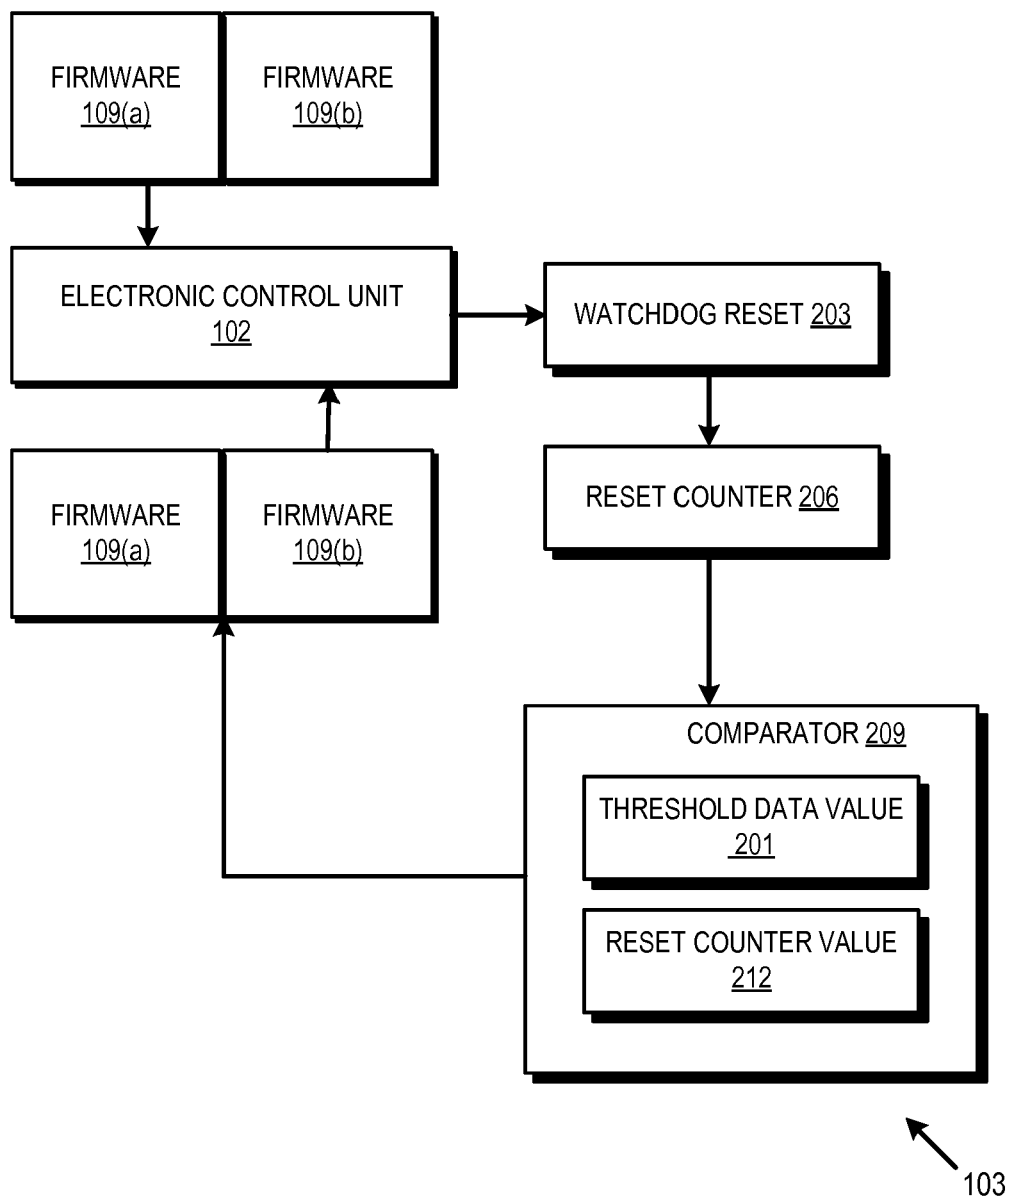 FIRMWARE
109(a)
FIRMWARE
109(b)
ELECTRONIC CONTROL UNIT
102
WATCHDOG RESET 203
RESET COUNTER 206
FIRMWARE
109(a)
FIRMWARE
109(b)
COMPARATOR 209
THRESHOLD DATA VALUE
201
RESET COUNTER VALUE
212
103